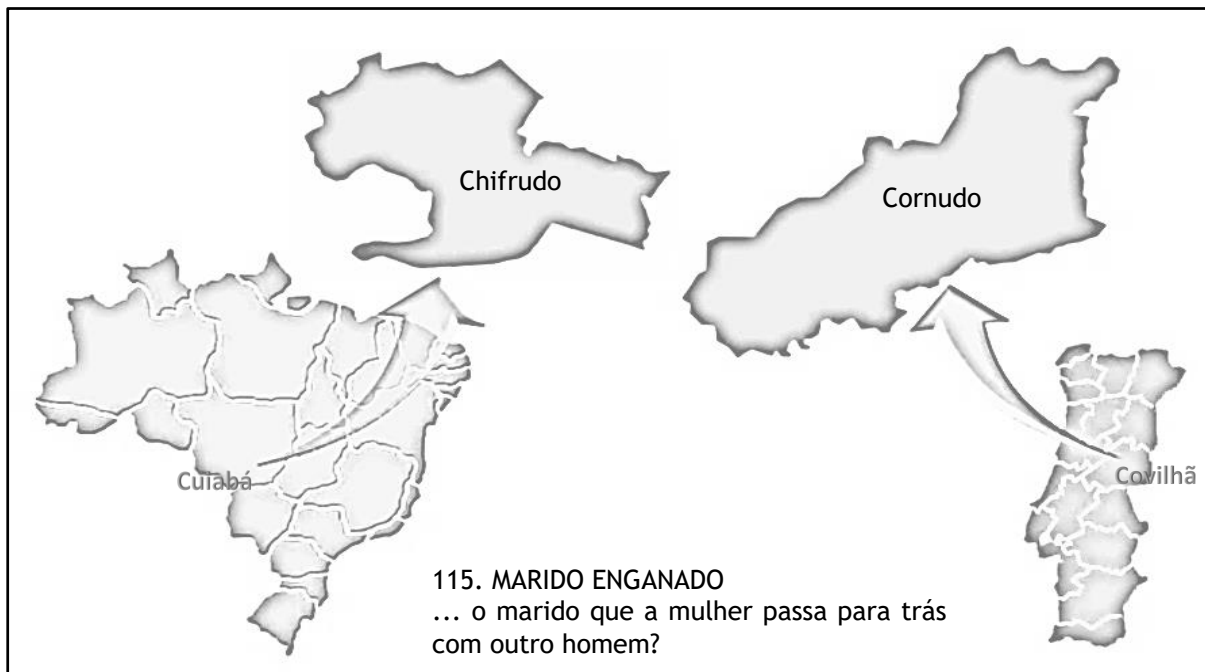 Chifrudo
Cornudo
Cuiabá
Covilhã
115. MARIDO ENGANADO
... o marido que a mulher passa para trás
com outro homem?